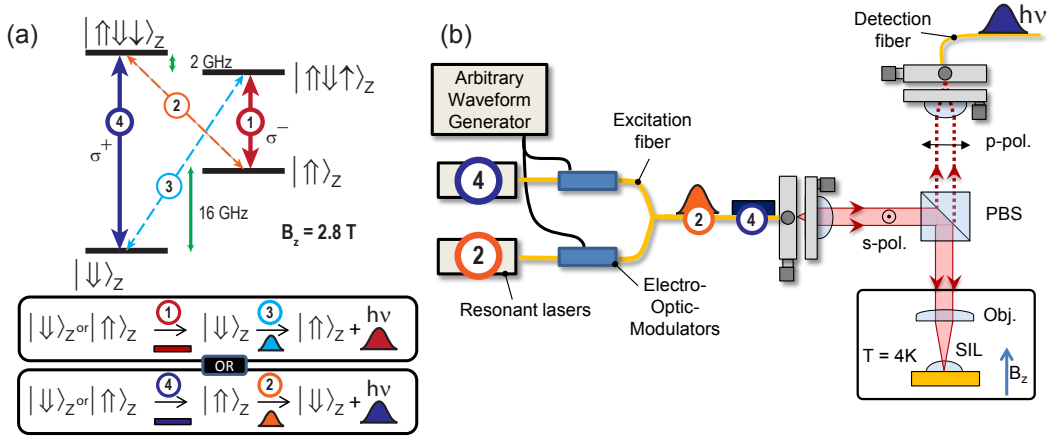 (a)
|⇑⇓↓⟩Z
2 GHz
|⇑⇓↑⟩Z
4
2
1
σ+
σ−
3
|⇑⟩Z
16 GHz
Bz = 2.8 T
|⇓⟩Z
|⇓⟩Z or |⇑⟩Z 1 → |⇓⟩Z 3 → |⇑⟩Z + hν
OR
|⇓⟩Z or |⇑⟩Z 4 → |⇑⟩Z 2 → |⇓⟩Z + hν
(b)
Arbitrary
Waveform
Generator
Excitation
fiber
4
2
Resonant lasers
Electro-
Optic-
Modulators
2
4
s-pol.
Detection
fiber
hν
p-pol.
PBS
Obj.
T = 4K
SIL
Bz